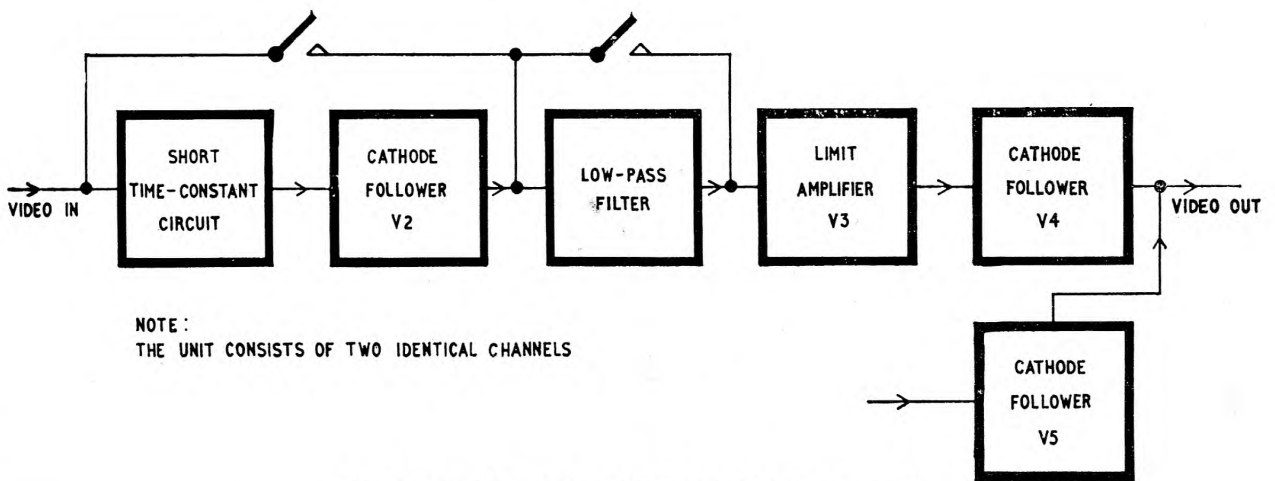 SHORT
TIME-CONSTANT
CIRCUIT
CATHODE
FOLLOWER
V2
LOW-PASS
FILTER
LIMIT
AMPLIFIER
V3
CATHODE
FOLLOWER
V4
VIDEO IN
VIDEO OUT
NOTE:
THE UNIT CONSISTS OF TWO IDENTICAL CHANNELS
CATHODE
FOLLOWER
V5